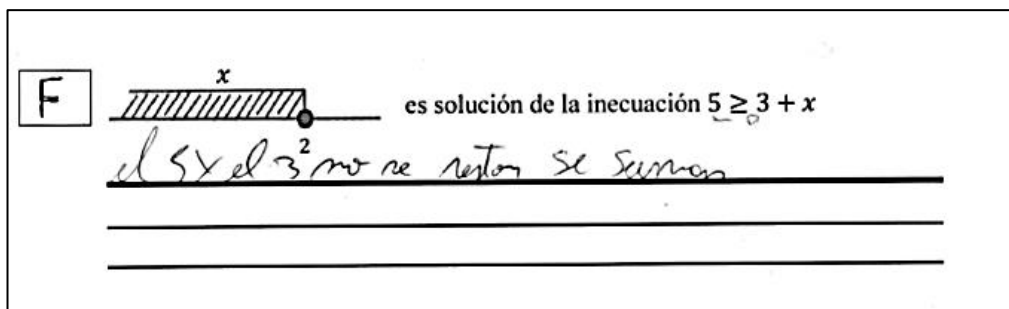 x
F es solución de la inecuación 5 ≥ 3 + x
2
el 5 y el 3 no se restan se suman